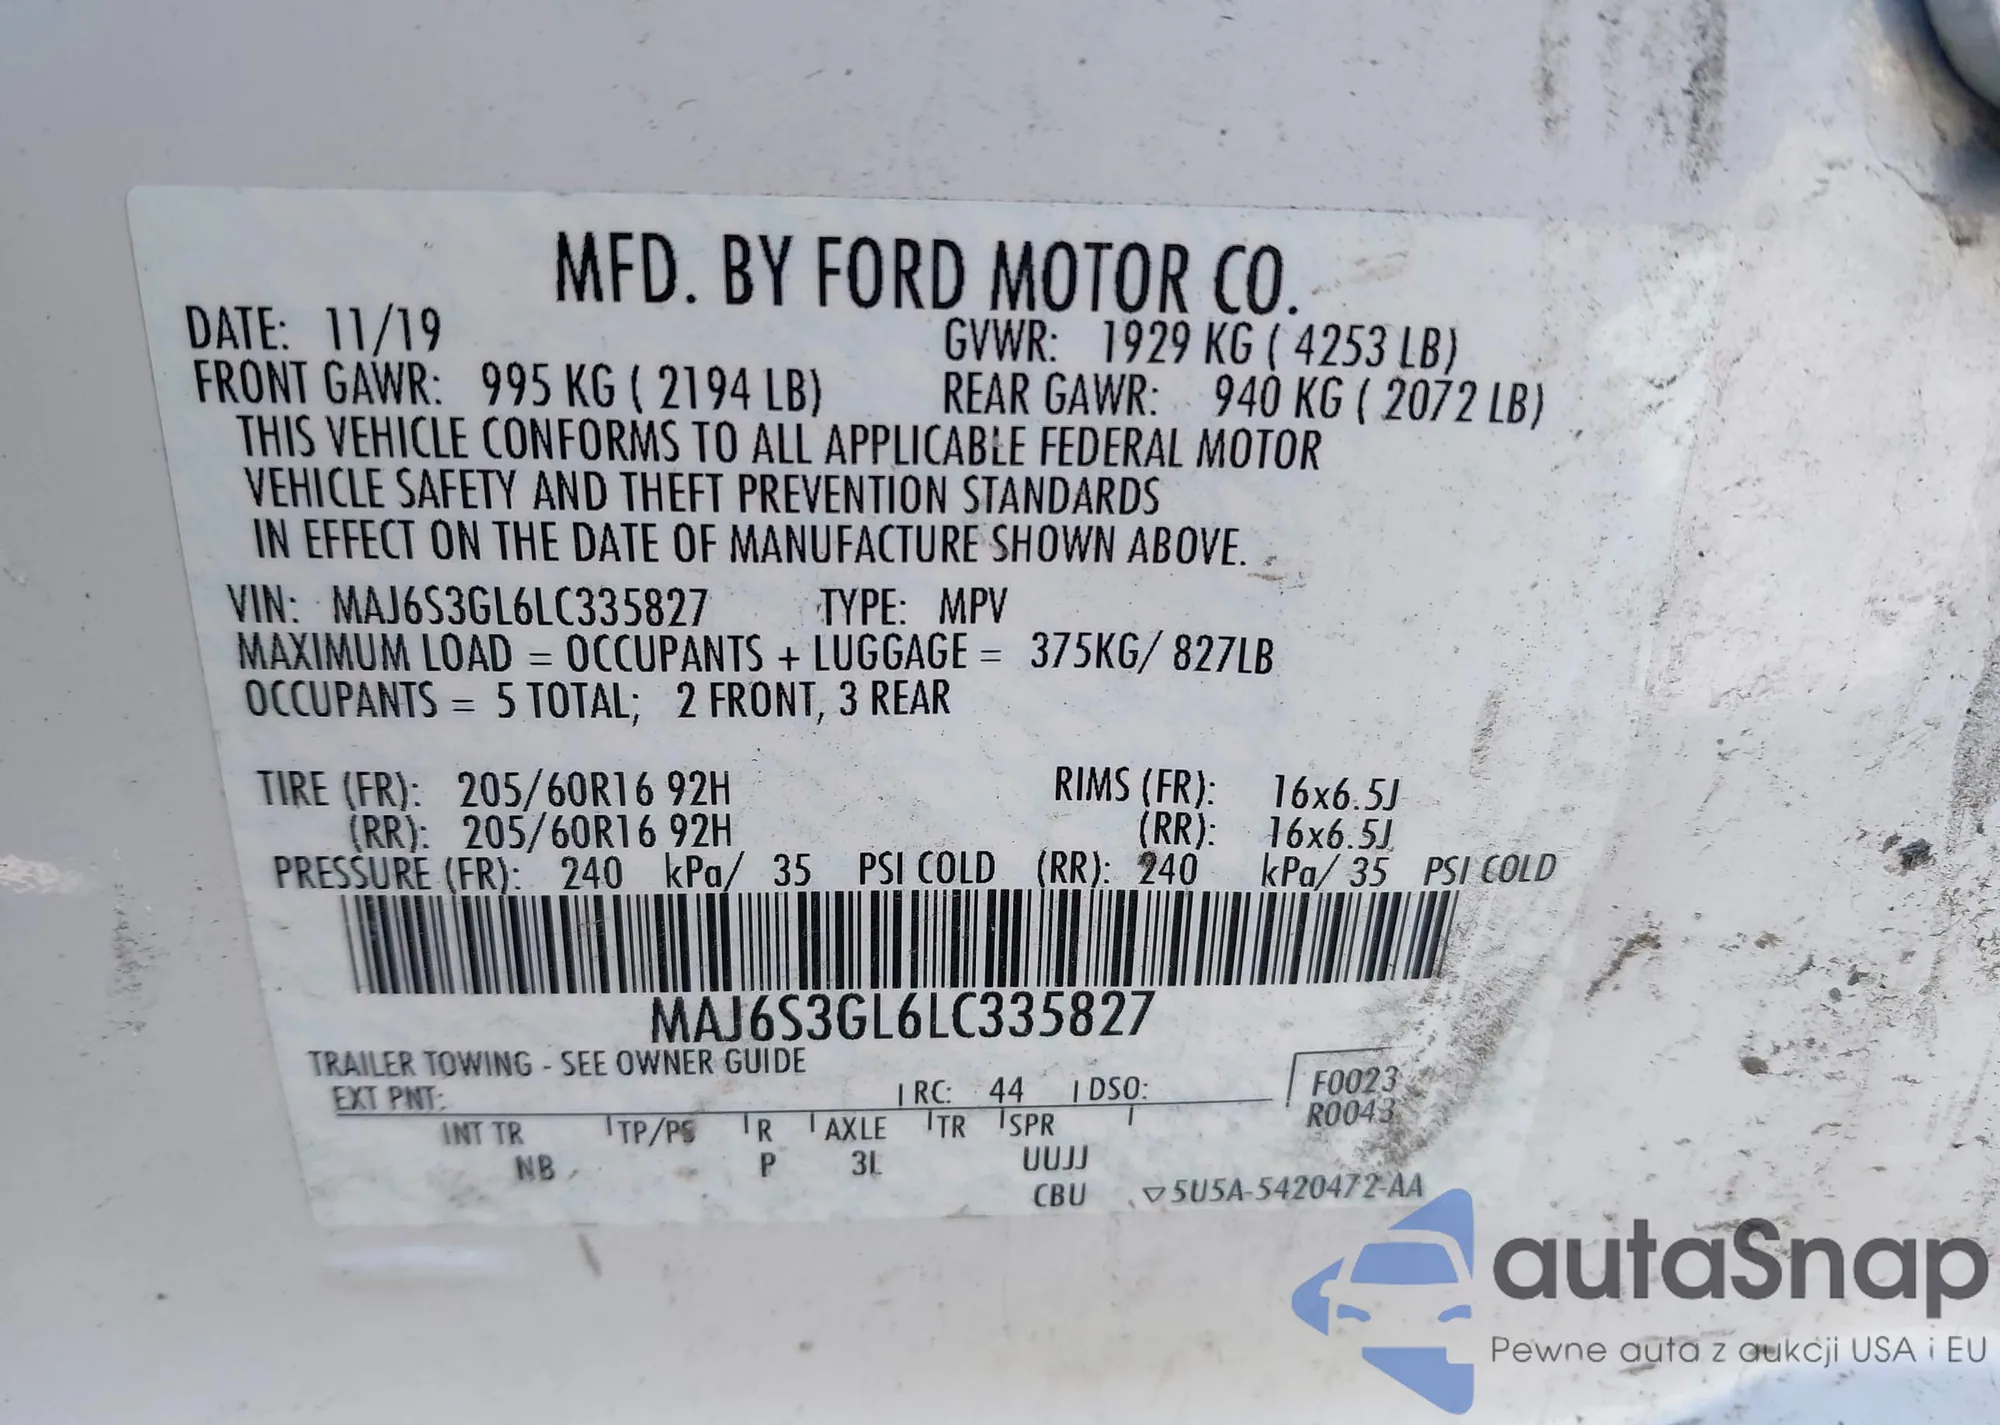 MFD. BY FORD MOTOR CO.
DATE: 11/19 GVWR: 1929 KG ( 4253 LB)
FRONT GAWR: 995 KG ( 2194 LB) REAR GAWR: 940 KG ( 2072 LB)
THIS VEHICLE CONFORMS TO ALL APPLICABLE FEDERAL MOTOR
VEHICLE SAFETY AND THEFT PREVENTION STANDARDS
IN EFFECT ON THE DATE OF MANUFACTURE SHOWN ABOVE.
VIN: MAJ6S3GL6LC335827 TYPE: MPV
MAXIMUM LOAD = OCCUPANTS + LUGGAGE = 375KG/ 827LB
OCCUPANTS = 5 TOTAL; 2 FRONT, 3 REAR
TIRE (FR): 205/60R16 92H RIMS (FR): 16x6.5J
(RR): 205/60R16 92H (RR): 16x6.5J
PRESSURE (FR): 240 kPa/ 35 PSI COLD (RR): 240 kPa/ 35 PSI COLD
MAJ6S3GL6LC335827
TRAILER TOWING - SEE OWNER GUIDE
EXT PNT: RC: 44 DSO: F0023
R0043
INT TR TP/PS R AXLE TR SPR
NB P 3L UUJJ
CBU ▽5U5A-5420472-AA
autaSnap
Pewne auta z aukcji USA i EU